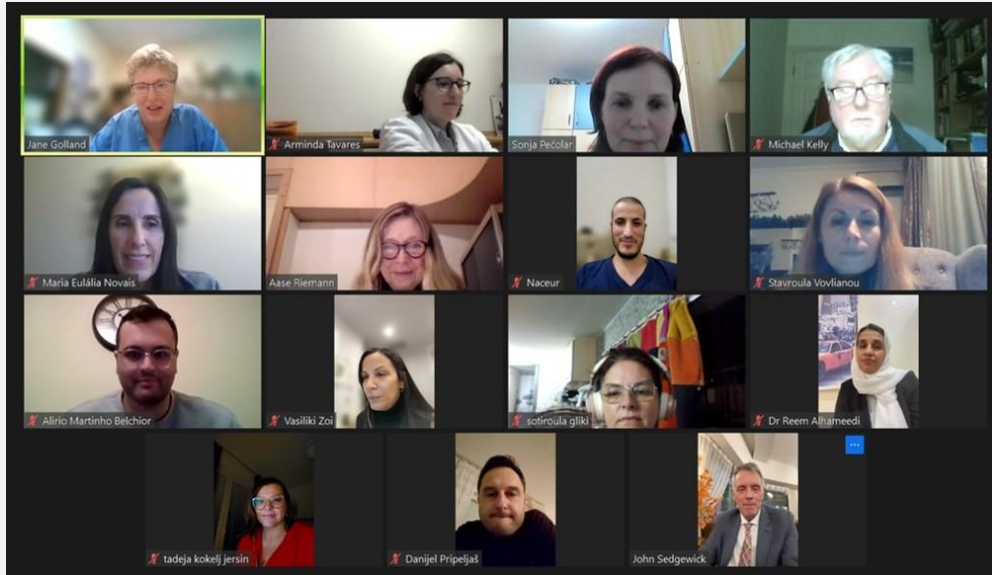 Jane Golland
Arminda Tavares
Sonja Pečolar
Michael Kelly
Maria Eulália Novais
Aase Riemann
Naceur
Stavroula Vovlianou
Alirio Martinho Belchior
Vasiliki Zoi
sotiroula gliki
Dr Reem Alhameedi
tadeja kokelj jersin
Danijel Pripeljaš
John Sedgewick